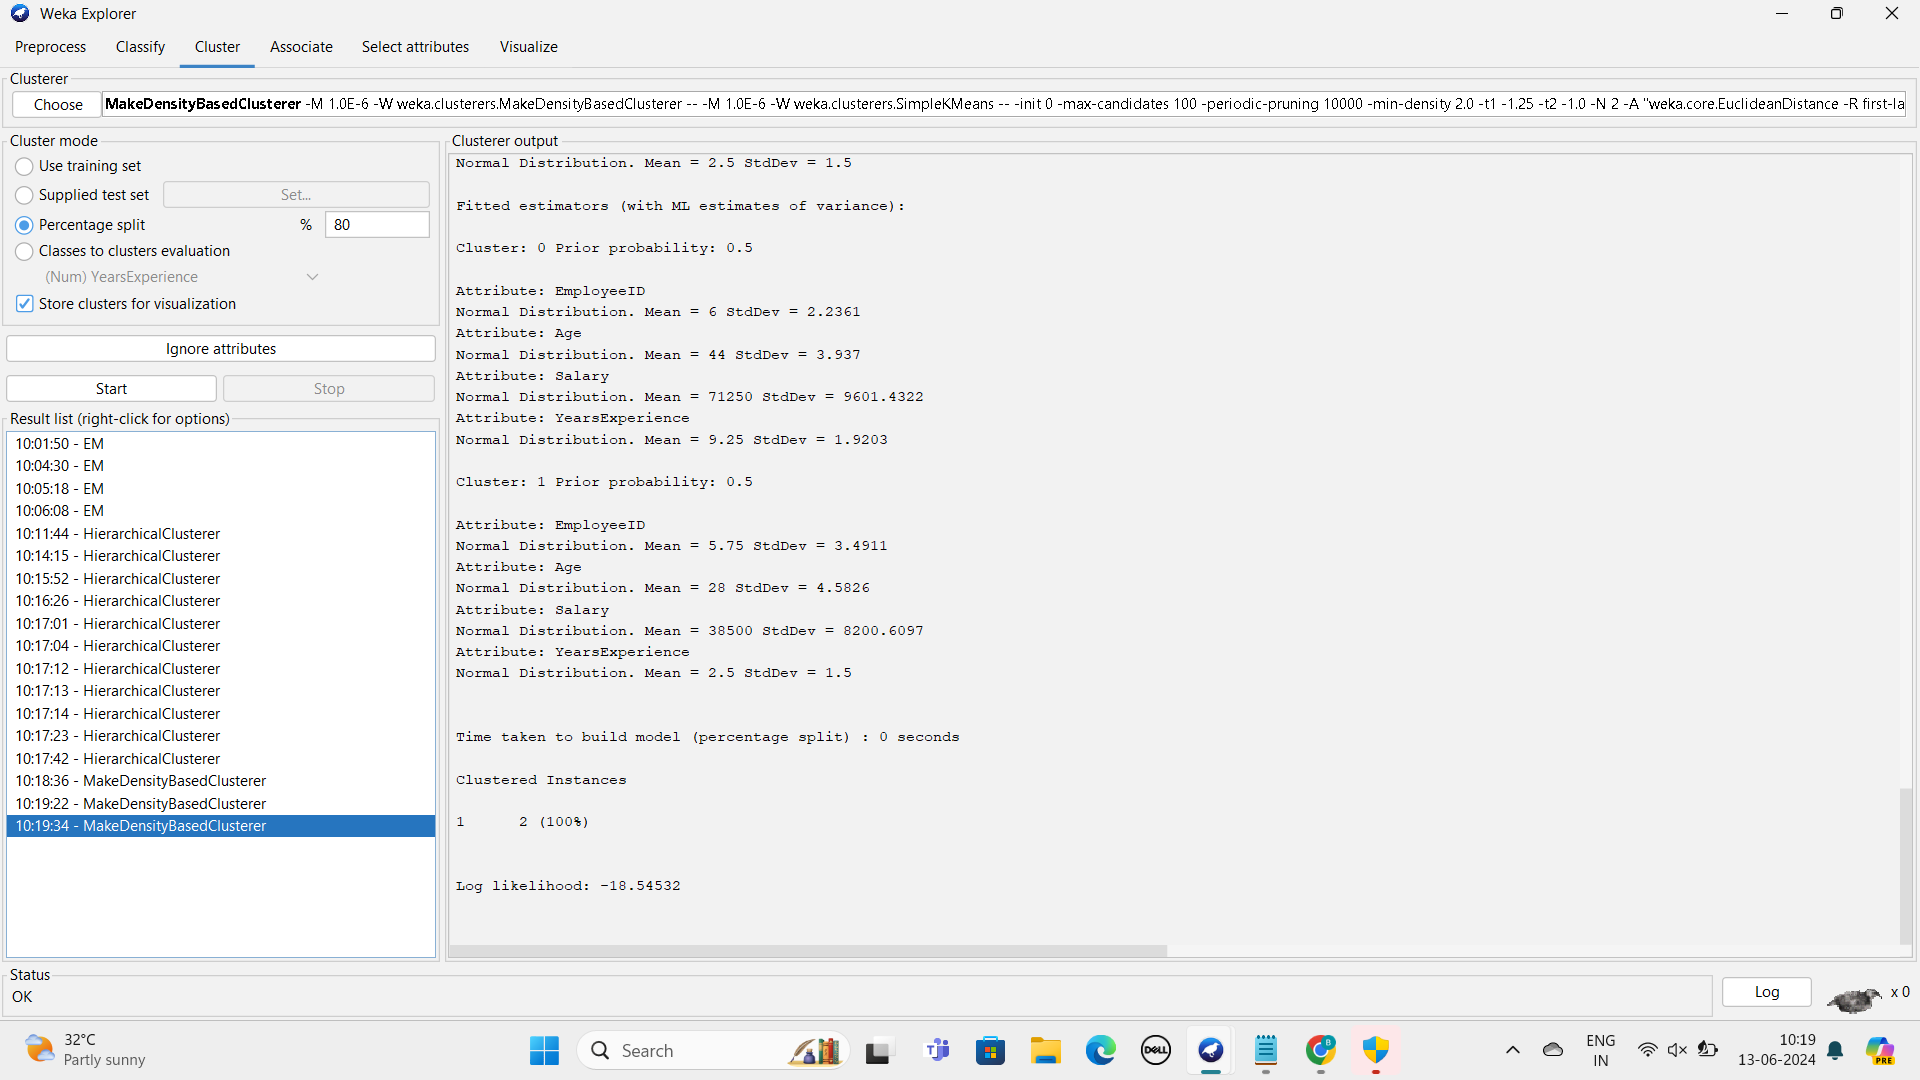 Weka Explorer
Preprocess Classify Cluster Associate Select attributes Visualize
Clusterer
Choose MakeDensityBasedClusterer -M 1.0E-6 -W weka.clusterers.MakeDensityBasedClusterer -- -M 1.0E-6 -W weka.clusterers.SimpleKMeans -- -init 0 -max-candidates 100 -periodic-pruning 10000 -min-density 2.0 -t1 -1.25 -t2 -1.0 -N 2 -A "weka.core.EuclideanDistance -R first-la
Cluster mode
Use training set
Supplied test set Set...
Percentage split % 80
Classes to clusters evaluation
(Num) YearsExperience
Store clusters for visualization
Ignore attributes
Start Stop
Result list (right-click for options)
10:01:50 - EM
10:04:30 - EM
10:05:18 - EM
10:06:08 - EM
10:11:44 - HierarchicalClusterer
10:14:15 - HierarchicalClusterer
10:15:52 - HierarchicalClusterer
10:16:26 - HierarchicalClusterer
10:17:01 - HierarchicalClusterer
10:17:04 - HierarchicalClusterer
10:17:12 - HierarchicalClusterer
10:17:13 - HierarchicalClusterer
10:17:14 - HierarchicalClusterer
10:17:23 - HierarchicalClusterer
10:17:42 - HierarchicalClusterer
10:18:36 - MakeDensityBasedClusterer
10:19:22 - MakeDensityBasedClusterer
10:19:34 - MakeDensityBasedClusterer
Clusterer output
Normal Distribution. Mean = 2.5 StdDev = 1.5
Fitted estimators (with ML estimates of variance):
Cluster: 0 Prior probability: 0.5
Attribute: EmployeeID
Normal Distribution. Mean = 6 StdDev = 2.2361
Attribute: Age
Normal Distribution. Mean = 44 StdDev = 3.937
Attribute: Salary
Normal Distribution. Mean = 71250 StdDev = 9601.4322
Attribute: YearsExperience
Normal Distribution. Mean = 9.25 StdDev = 1.9203
Cluster: 1 Prior probability: 0.5
Attribute: EmployeeID
Normal Distribution. Mean = 5.75 StdDev = 3.4911
Attribute: Age
Normal Distribution. Mean = 28 StdDev = 4.5826
Attribute: Salary
Normal Distribution. Mean = 38500 StdDev = 8200.6097
Attribute: YearsExperience
Normal Distribution. Mean = 2.5 StdDev = 1.5
Time taken to build model (percentage split) : 0 seconds
Clustered Instances
1 2 (100%)
Log likelihood: -18.54532
Status
OK
Log x 0
32°C
Partly sunny
Search
DELL
B
ENG
IN
10:19
13-06-2024
PRE